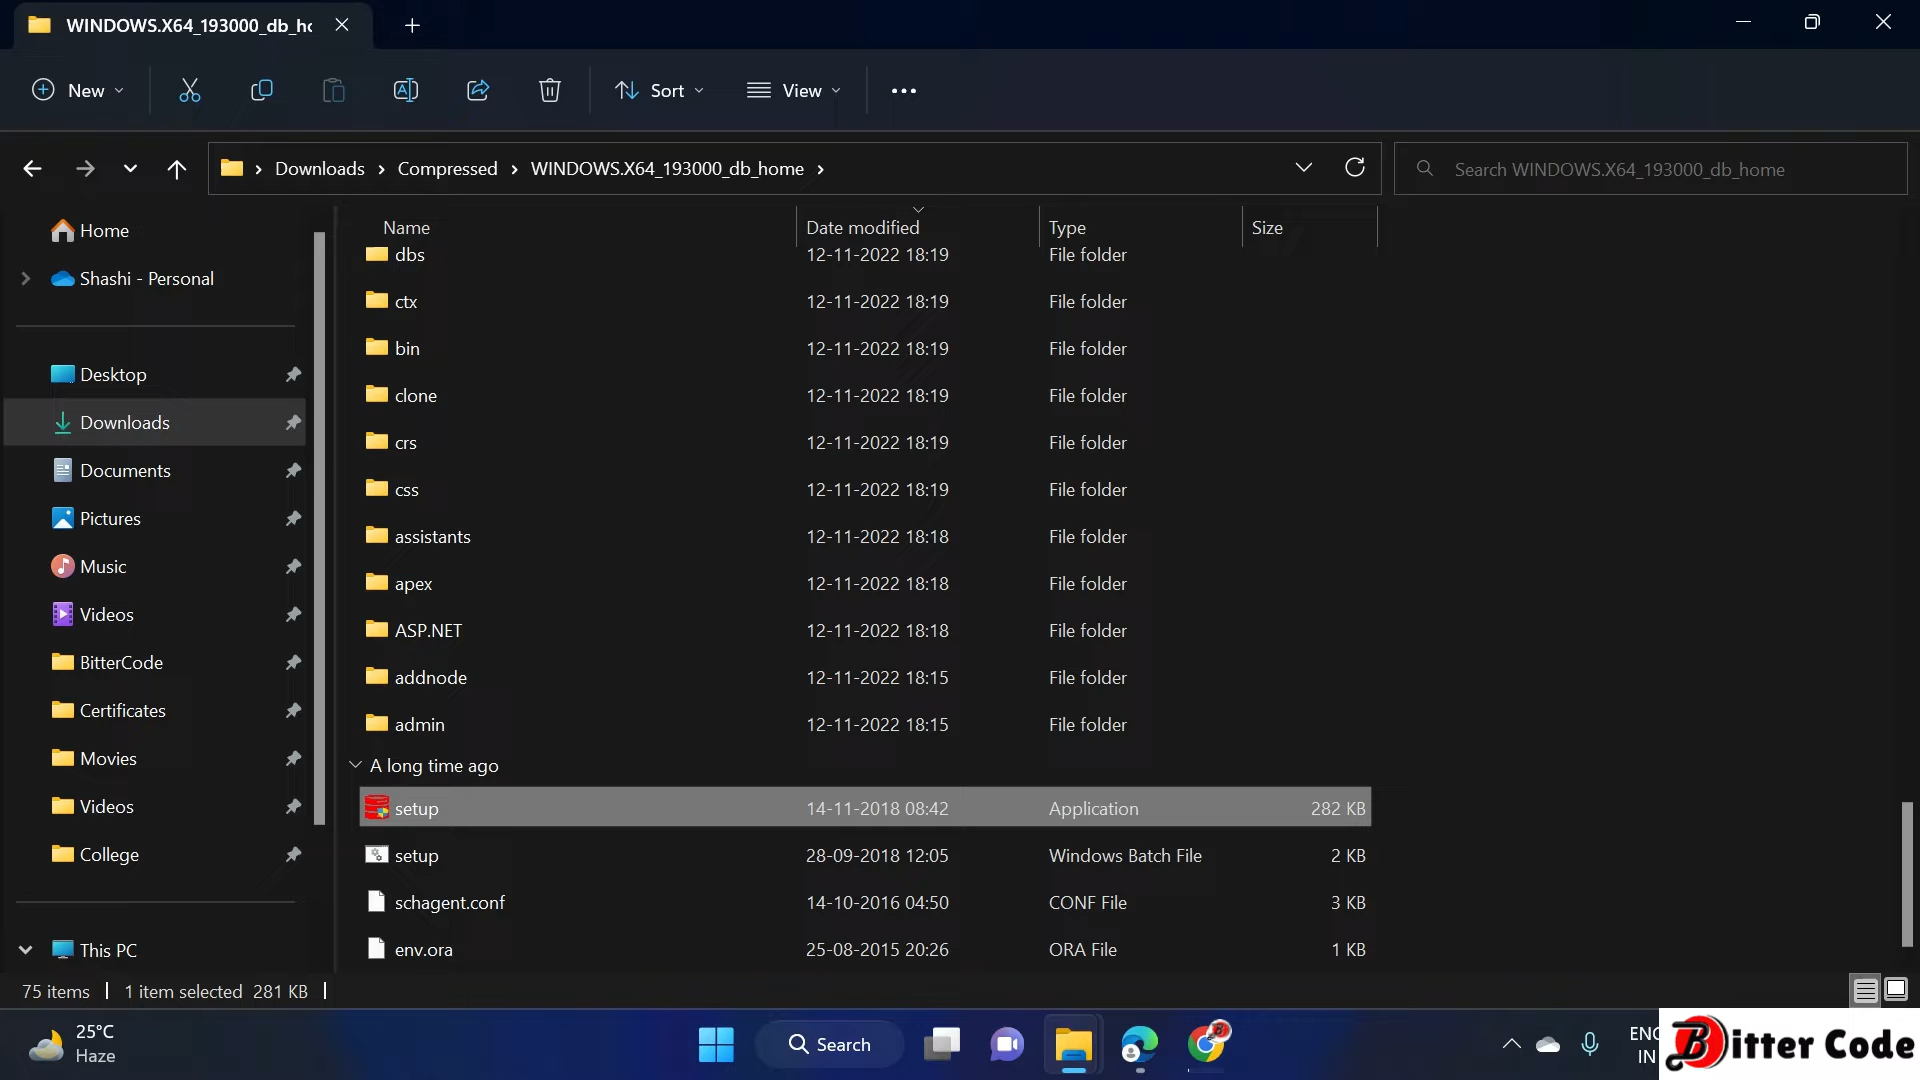 WINDOWS.X64_193000_db_hc
New
Sort
View
Downloads
Compressed
WINDOWS.X64_193000_db_home
Search WINDOWS.X64_193000_db_home
Home
Shashi - Personal
Desktop
Downloads
Documents
Pictures
Music
Videos
BitterCode
Certificates
Movies
Videos
College
This PC
Name Date modified Type Size
dbs 12-11-2022 18:19 File folder
ctx 12-11-2022 18:19 File folder
bin 12-11-2022 18:19 File folder
clone 12-11-2022 18:19 File folder
crs 12-11-2022 18:19 File folder
css 12-11-2022 18:19 File folder
assistants 12-11-2022 18:18 File folder
apex 12-11-2022 18:18 File folder
ASP.NET 12-11-2022 18:18 File folder
addnode 12-11-2022 18:15 File folder
admin 12-11-2022 18:15 File folder
A long time ago
setup 14-11-2018 08:42 Application 282 KB
setup 28-09-2018 12:05 Windows Batch File 2 KB
schagent.conf 14-10-2016 04:50 CONF File 3 KB
env.ora 25-08-2015 20:26 ORA File 1 KB
75 items 1 item selected 281 KB
25°C
Haze
Search
ENG
IN
Bitter Code